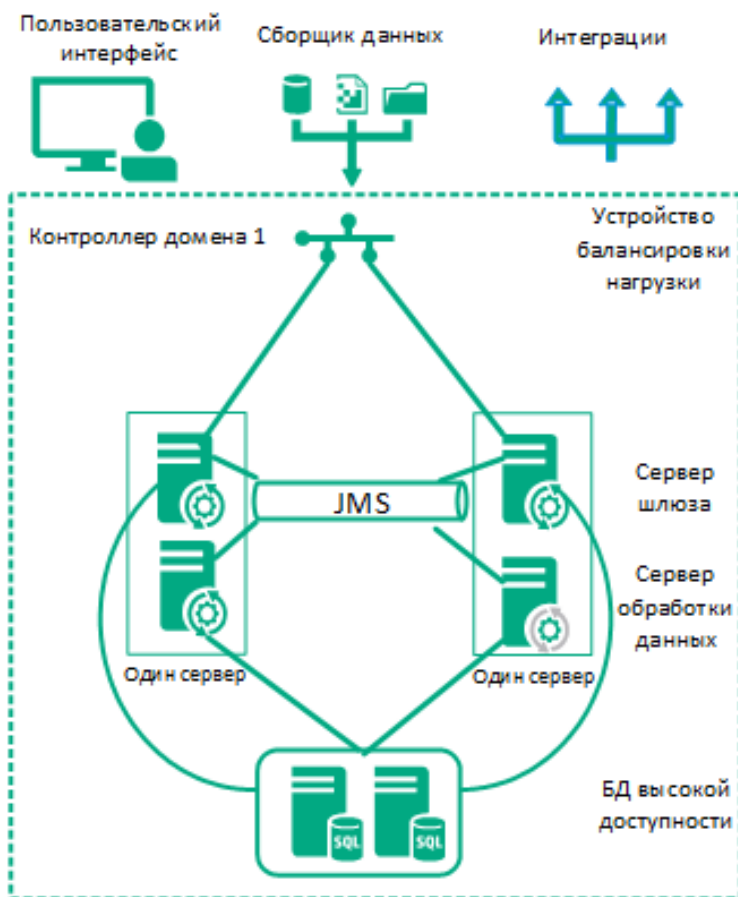 Пользовательский
интерфейс
Сборщик данных
Интеграции
Контроллер домена 1
Устройство
балансировки
нагрузки
JMS
Сервер
шлюза
Сервер
обработки
данных
Один сервер
Один сервер
SQL
SQL
БД высокой
доступности